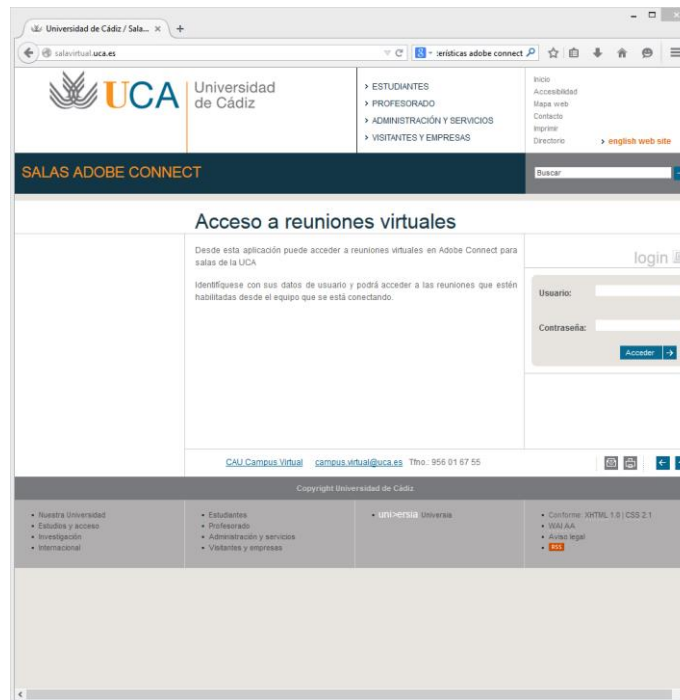 Universidad de Cádiz / Sala...
salavirtual.uca.es
:erísticas adobe connect
UCA
Universidad
de Cádiz
ESTUDIANTES
PROFESORADO
ADMINISTRACIÓN Y SERVICIOS
VISITANTES Y EMPRESAS
Inicio
Accesibilidad
Mapa web
Contacto
Imprimir
Directorio
english web site
SALAS ADOBE CONNECT
Buscar
Acceso a reuniones virtuales
Desde esta aplicación puede acceder a reuniones virtuales en Adobe Connect para
salas de la UCA
Identifíquese con sus datos de usuario y podrá acceder a las reuniones que estén
habilitadas desde el equipo que se está conectando.
login
Usuario:
Contraseña:
Acceder
CAU Campus Virtual campus.virtual@uca.es Tfno.: 956 01 67 55
Copyright Universidad de Cádiz
Nuestra Universidad
Estudios y acceso
Investigación
Internacional
Estudiantes
Profesorado
Administración y servicios
Visitantes y empresas
uni>ersia Universia
Conforme: XHTML 1.0 | CSS 2.1
WAI AA
Aviso legal
RSS